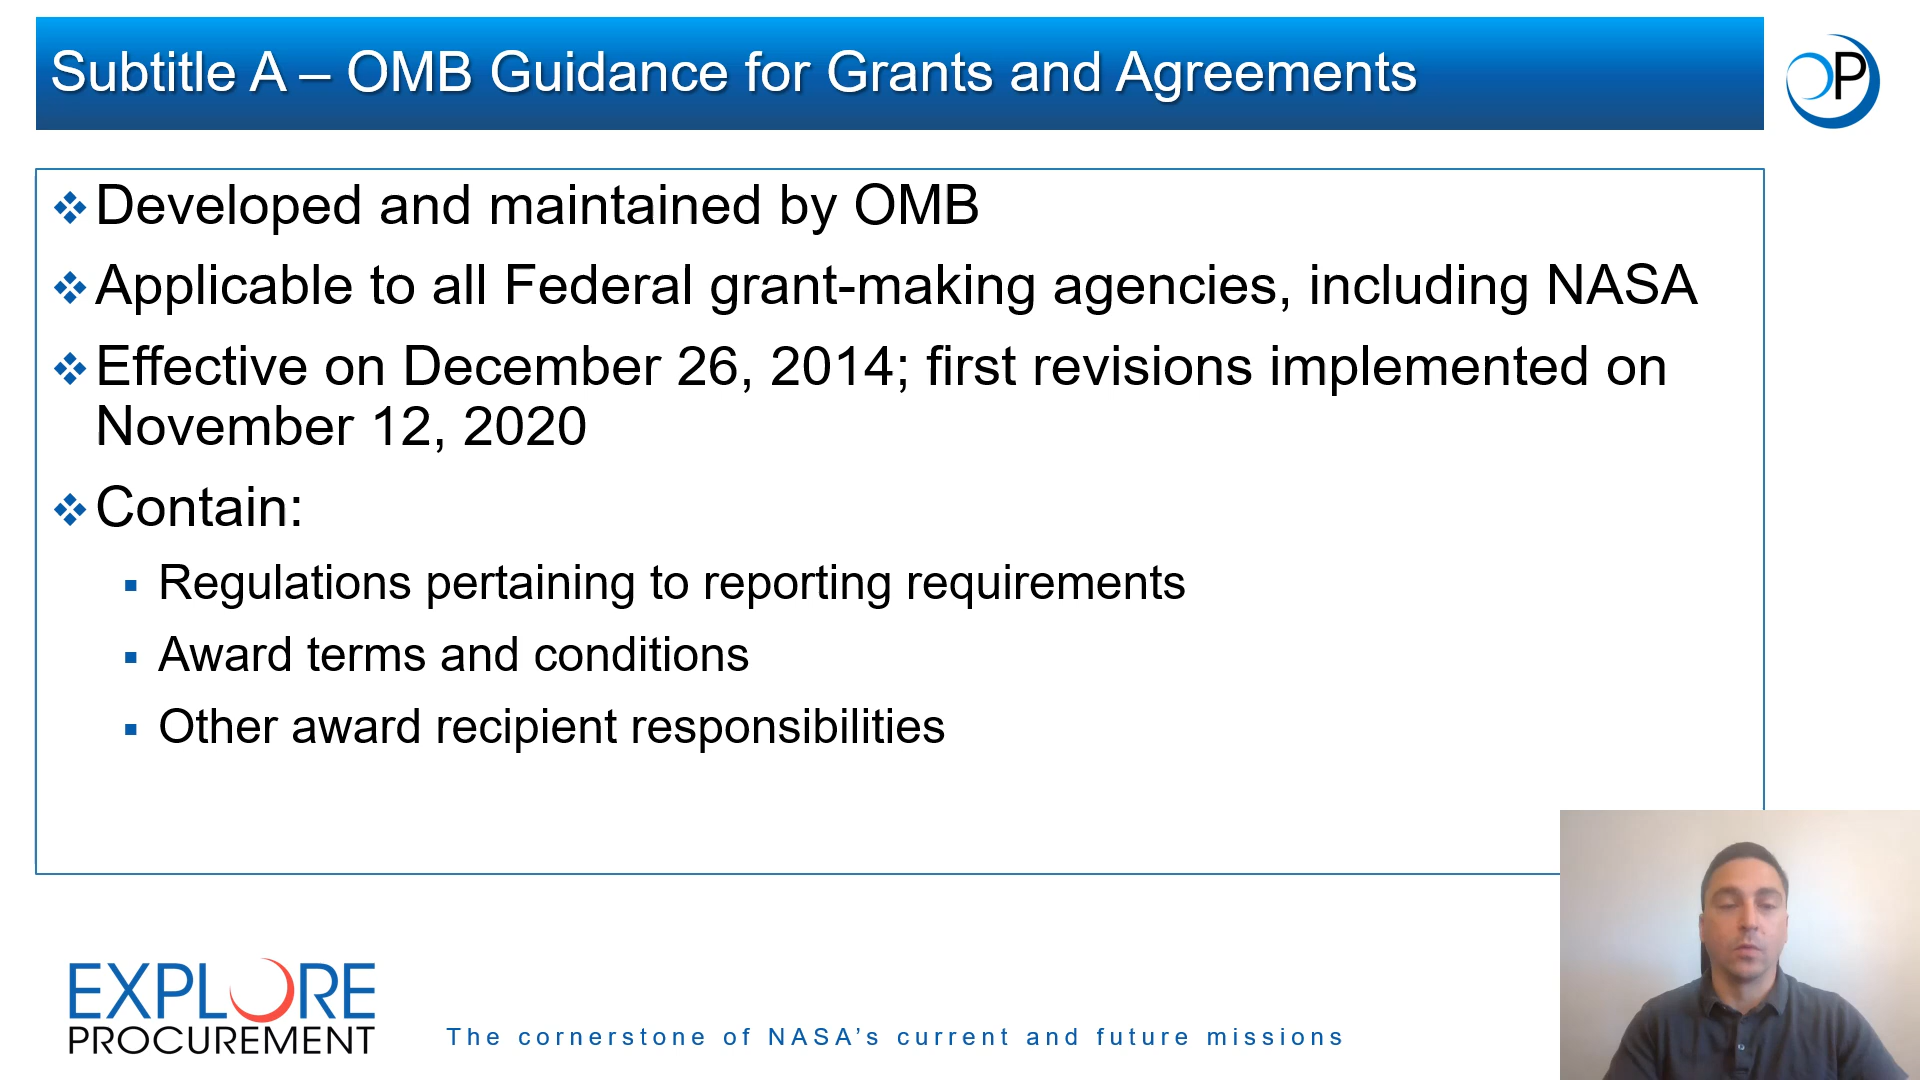 Subtitle A – OMB Guidance for Grants and Agreements
OP
Developed and maintained by OMB
Applicable to all Federal grant-making agencies, including NASA
Effective on December 26, 2014; first revisions implemented on
November 12, 2020
Contain:
Regulations pertaining to reporting requirements
Award terms and conditions
Other award recipient responsibilities
EXPLORE
PROCUREMENT
The cornerstone of NASA’s current and future missions